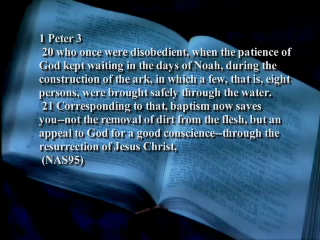 1 Peter 3
20 who once were disobedient, when the patience of
God kept waiting in the days of Noah, during the
construction of the ark, in which a few, that is, eight
persons, were brought safely through the water.
21 Corresponding to that, baptism now saves
you--not the removal of dirt from the flesh, but an
appeal to God for a good conscience--through the
resurrection of Jesus Christ,
(NAS95)